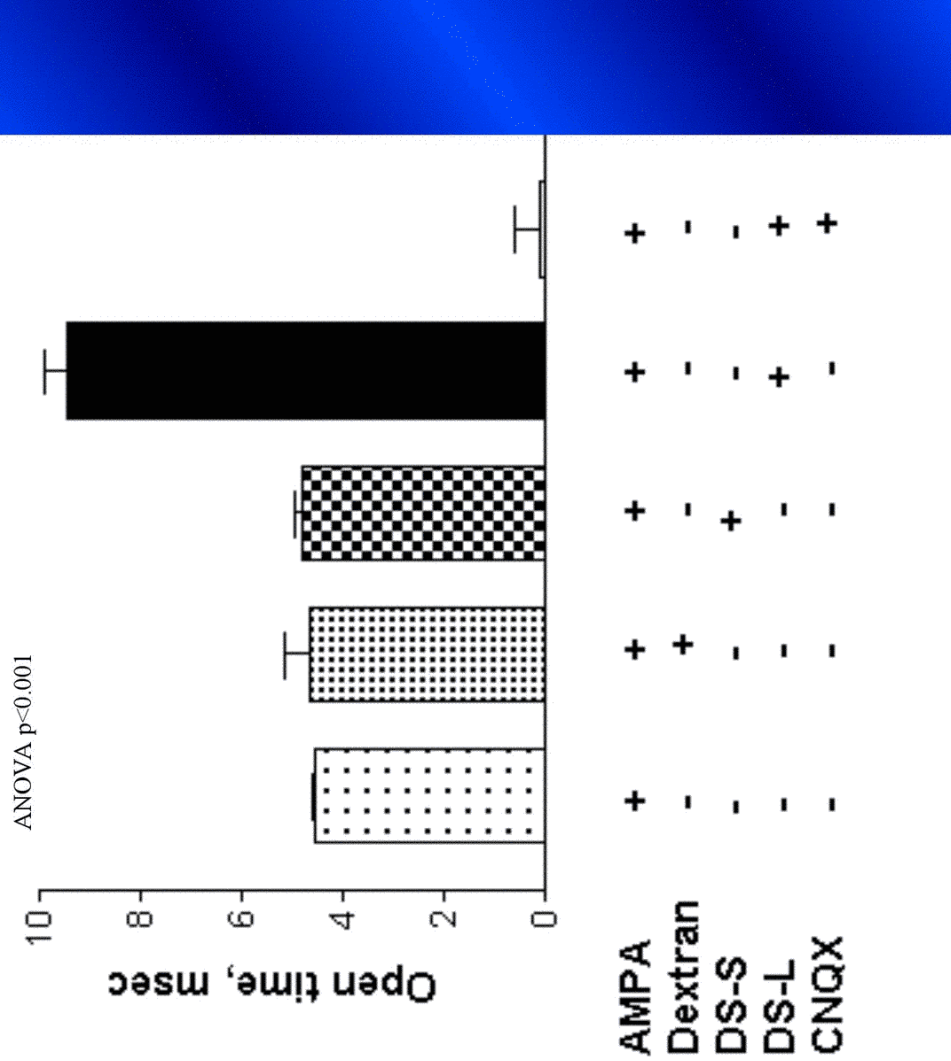 ANOVA p<0.001
Open time, msec
10
8
6
4
2
0
AMPA + + + + +
Dextran - + - - -
DS-S - - + - -
DS-L - - - + +
CNQX - - - - +